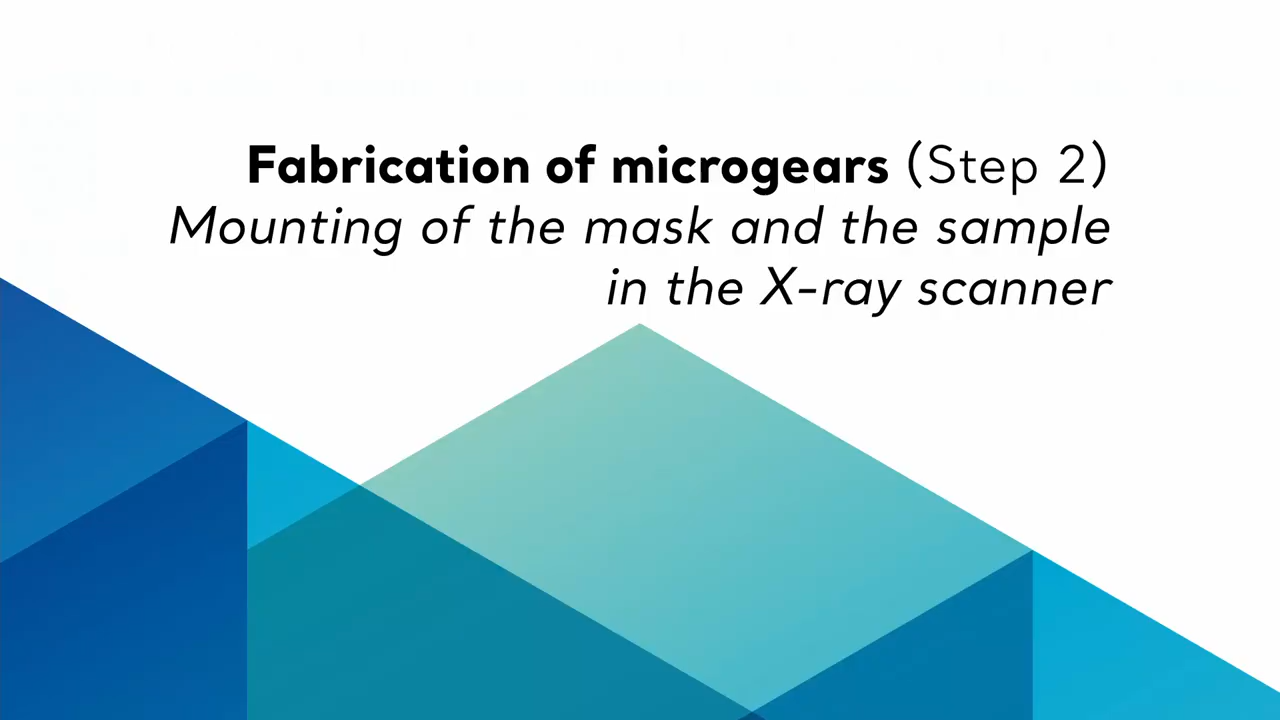 Fabrication of microgears (Step 2)
Mounting of the mask and the sample
in the X-ray scanner